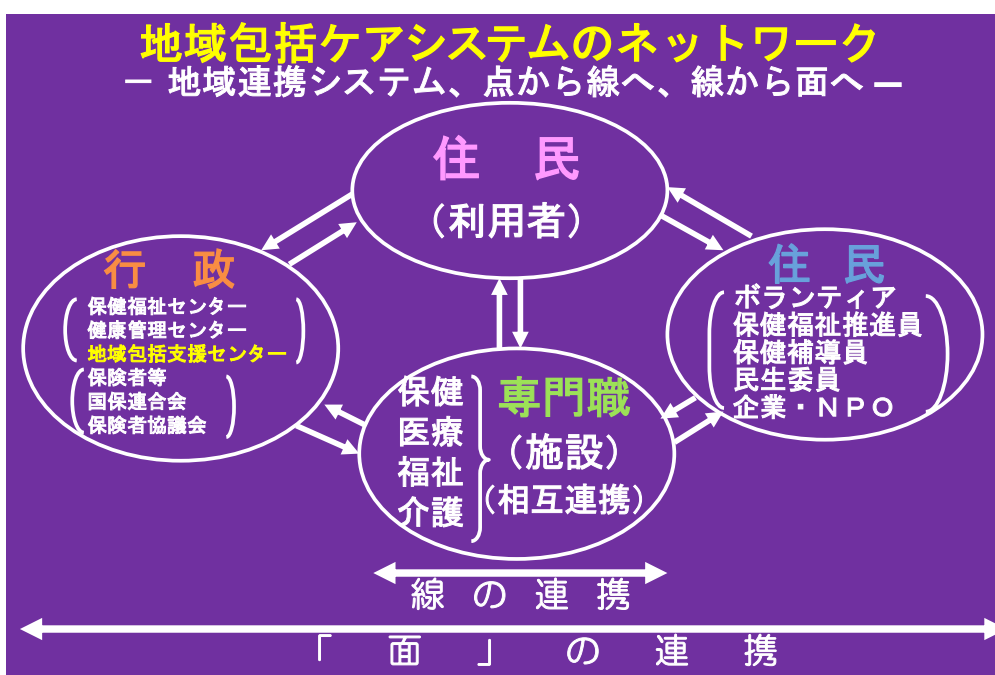 地域包括ケアシステムのネットワーク
－ 地域連携システム、点から線へ、線から面へ －
住　民
（利用者）
行　政
保健福祉センター
健康管理センター
地域包括支援センター
保険者等
国保連合会
保険者協議会
住　民
ボランティア
保健福祉推進員
保健補導員
民生委員
企業・ＮＰＯ
保健
医療
福祉
介護
専門職
（施設）
（相互連携）
線の連携
「面」の連携